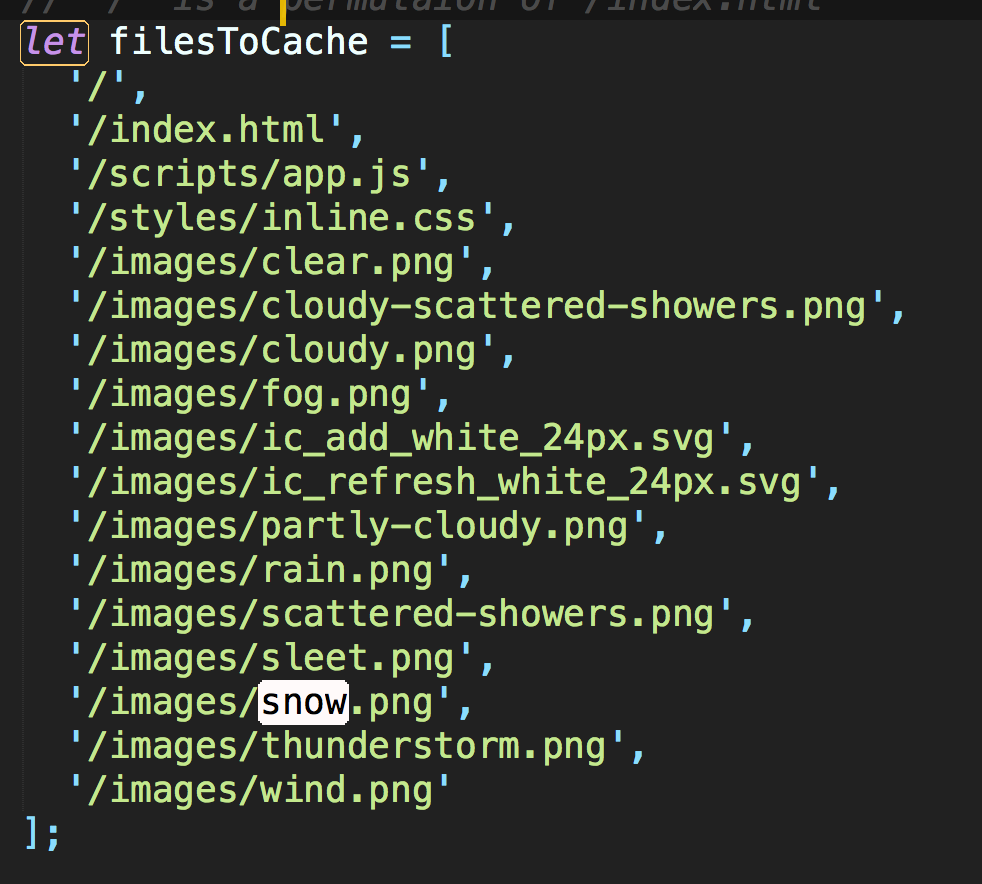 // '/' is a permutaion of /index.html
let filesToCache = [
'/',
'/index.html',
'/scripts/app.js',
'/styles/inline.css',
'/images/clear.png',
'/images/cloudy-scattered-showers.png',
'/images/cloudy.png',
'/images/fog.png',
'/images/ic_add_white_24px.svg',
'/images/ic_refresh_white_24px.svg',
'/images/partly-cloudy.png',
'/images/rain.png',
'/images/scattered-showers.png',
'/images/sleet.png',
'/images/snow.png',
'/images/thunderstorm.png',
'/images/wind.png'
];